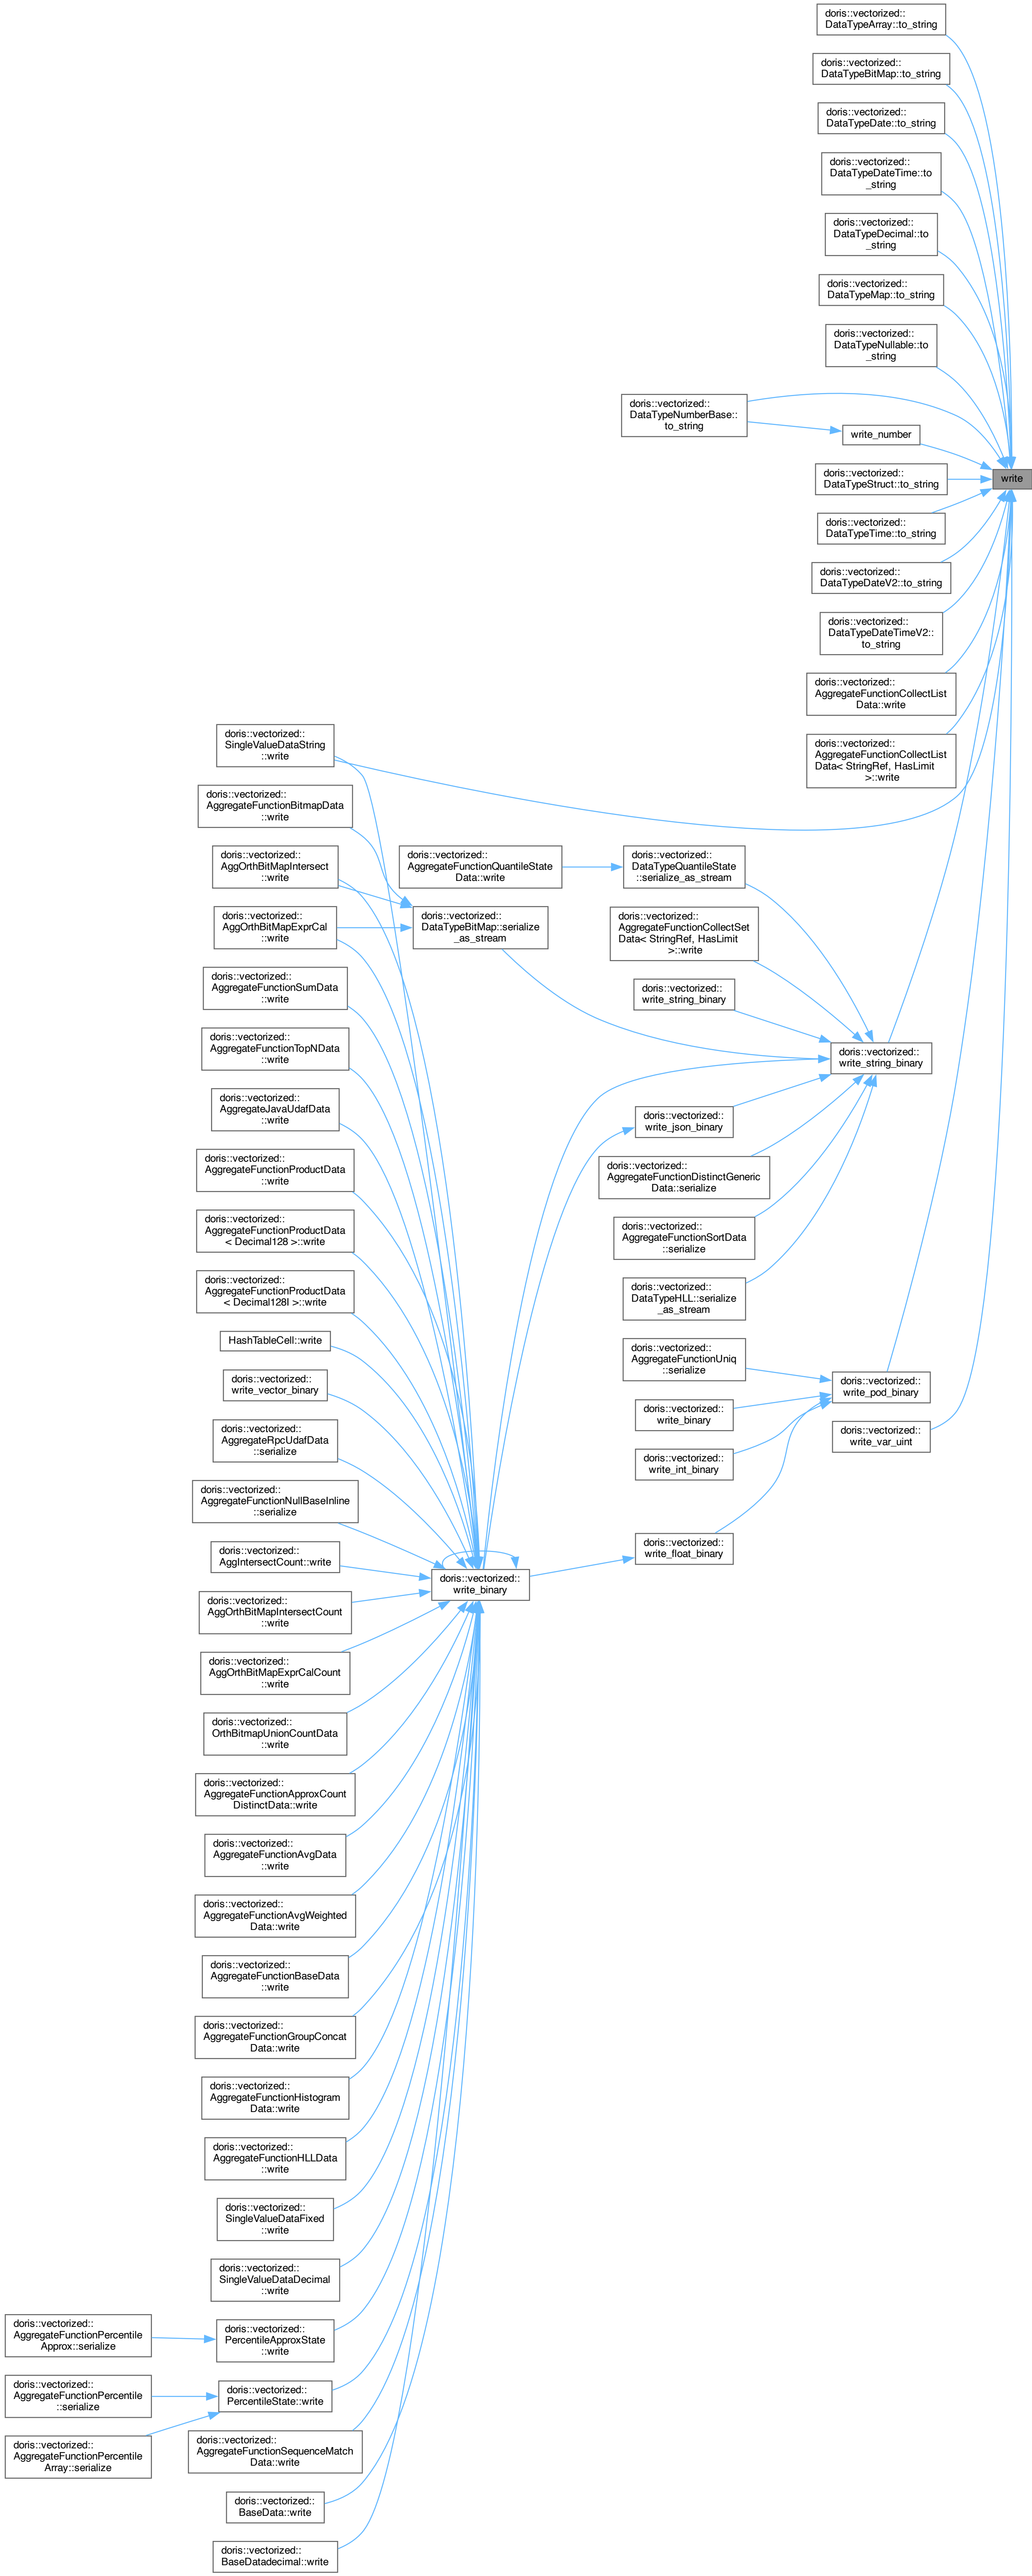 doris::vectorized::
DataTypeArray::to_string
doris::vectorized::
DataTypeBitMap::to_string
doris::vectorized::
DataTypeDate::to_string
doris::vectorized::
DataTypeDateTime::to
_string
doris::vectorized::
DataTypeDecimal::to
_string
doris::vectorized::
DataTypeMap::to_string
doris::vectorized::
DataTypeNullable::to
_string
doris::vectorized::
DataTypeNumberBase::
to_string
write_number
doris::vectorized::
DataTypeStruct::to_string
write
doris::vectorized::
DataTypeTime::to_string
doris::vectorized::
DataTypeDateV2::to_string
doris::vectorized::
DataTypeDateTimeV2::
to_string
doris::vectorized::
AggregateFunctionCollectList
Data::write
doris::vectorized::
AggregateFunctionCollectList
Data< StringRef, HasLimit
>::write
doris::vectorized::
SingleValueDataString
::write
doris::vectorized::
AggregateFunctionBitmapData
::write
doris::vectorized::
AggOrthBitMapIntersect
::write
doris::vectorized::
AggregateFunctionQuantileState
Data::write
doris::vectorized::
DataTypeQuantileState
::serialize_as_stream
doris::vectorized::
AggOrthBitMapExprCal
::write
doris::vectorized::
DataTypeBitMap::serialize
_as_stream
doris::vectorized::
AggregateFunctionCollectSet
Data< StringRef, HasLimit
>::write
doris::vectorized::
AggregateFunctionSumData
::write
doris::vectorized::
write_string_binary
doris::vectorized::
AggregateFunctionTopNData
::write
doris::vectorized::
write_string_binary
doris::vectorized::
AggregateJavaUdafData
::write
doris::vectorized::
write_json_binary
doris::vectorized::
AggregateFunctionProductData
::write
doris::vectorized::
AggregateFunctionDistinctGeneric
Data::serialize
doris::vectorized::
AggregateFunctionProductData
< Decimal128 >::write
doris::vectorized::
AggregateFunctionSortData
::serialize
doris::vectorized::
AggregateFunctionProductData
< Decimal128I >::write
doris::vectorized::
DataTypeHLL::serialize
_as_stream
HashTableCell::write
doris::vectorized::
AggregateFunctionUniq
::serialize
doris::vectorized::
write_vector_binary
doris::vectorized::
write_pod_binary
doris::vectorized::
write_binary
doris::vectorized::
AggregateRpcUdafData
::serialize
doris::vectorized::
write_var_uint
doris::vectorized::
write_int_binary
doris::vectorized::
AggregateFunctionNullBaseInline
::serialize
doris::vectorized::
write_float_binary
doris::vectorized::
AggIntersectCount::write
doris::vectorized::
write_binary
doris::vectorized::
AggOrthBitMapIntersectCount
::write
doris::vectorized::
AggOrthBitMapExprCalCount
::write
doris::vectorized::
OrthBitmapUnionCountData
::write
doris::vectorized::
AggregateFunctionApproxCount
DistinctData::write
doris::vectorized::
AggregateFunctionAvgData
::write
doris::vectorized::
AggregateFunctionAvgWeighted
Data::write
doris::vectorized::
AggregateFunctionBaseData
::write
doris::vectorized::
AggregateFunctionGroupConcat
Data::write
doris::vectorized::
AggregateFunctionHistogram
Data::write
doris::vectorized::
AggregateFunctionHLLData
::write
doris::vectorized::
SingleValueDataFixed
::write
doris::vectorized::
SingleValueDataDecimal
::write
doris::vectorized::
AggregateFunctionPercentile
Approx::serialize
doris::vectorized::
PercentileApproxState
::write
doris::vectorized::
AggregateFunctionPercentile
::serialize
doris::vectorized::
PercentileState::write
doris::vectorized::
AggregateFunctionPercentile
Array::serialize
doris::vectorized::
AggregateFunctionSequenceMatch
Data::write
doris::vectorized::
BaseData::write
doris::vectorized::
BaseDatadecimal::write